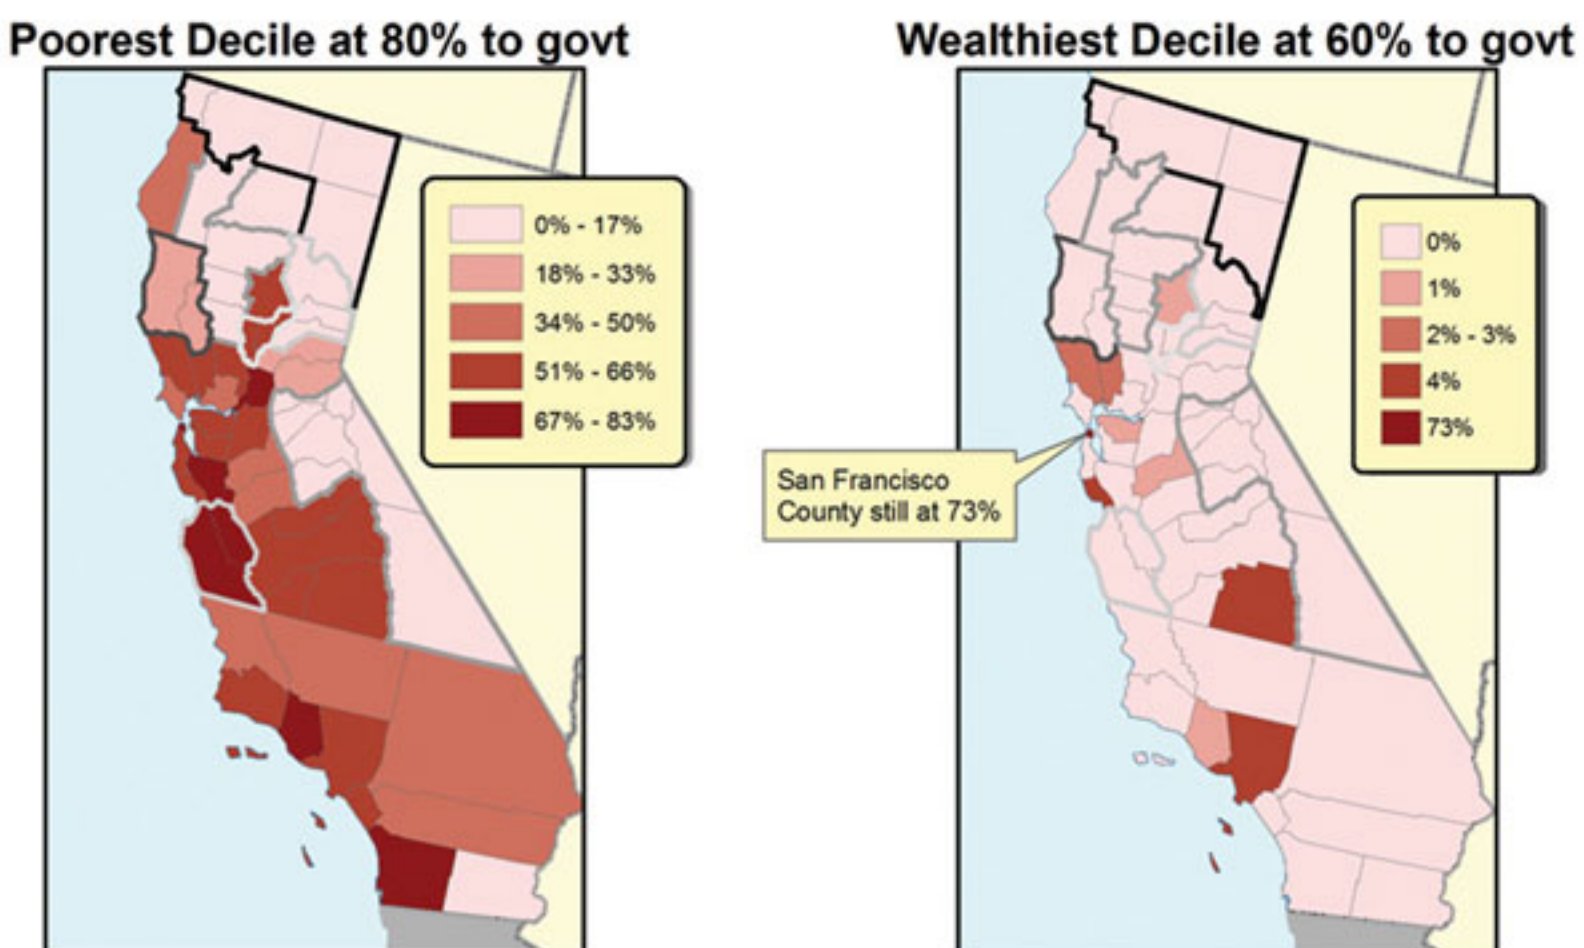 Poorest Decile at 80% to govt
0% - 17%
18% - 33%
34% - 50%
51% - 66%
67% - 83%
Wealthiest Decile at 60% to govt
0%
1%
2% - 3%
4%
73%
San Francisco
County still at 73%